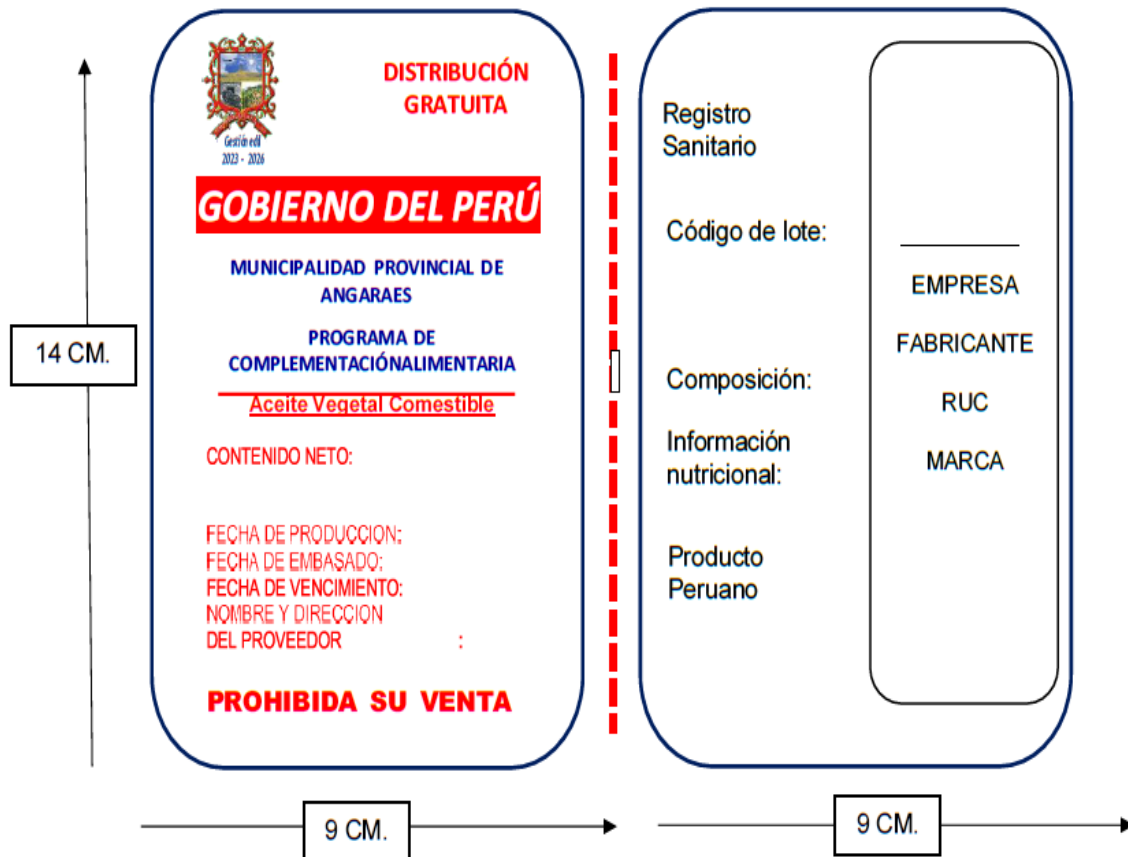 DISTRIBUCIÓN
GRATUITA
Gestión edil
2023 - 2026
GOBIERNO DEL PERÚ
MUNICIPALIDAD PROVINCIAL DE
ANGARAES
PROGRAMA DE
COMPLEMENTACIÓNALIMENTARIA
Aceite Vegetal Comestible
CONTENIDO NETO:
FECHA DE PRODUCCION:
FECHA DE EMBASADO:
FECHA DE VENCIMIENTO:
NOMBRE Y DIRECCION
DEL PROVEEDOR :
PROHIBIDA SU VENTA
14 CM.
9 CM.
Registro
Sanitario
Código de lote:
Composición:
Información
nutricional:
Producto
Peruano
EMPRESA
FABRICANTE
RUC
MARCA
9 CM.